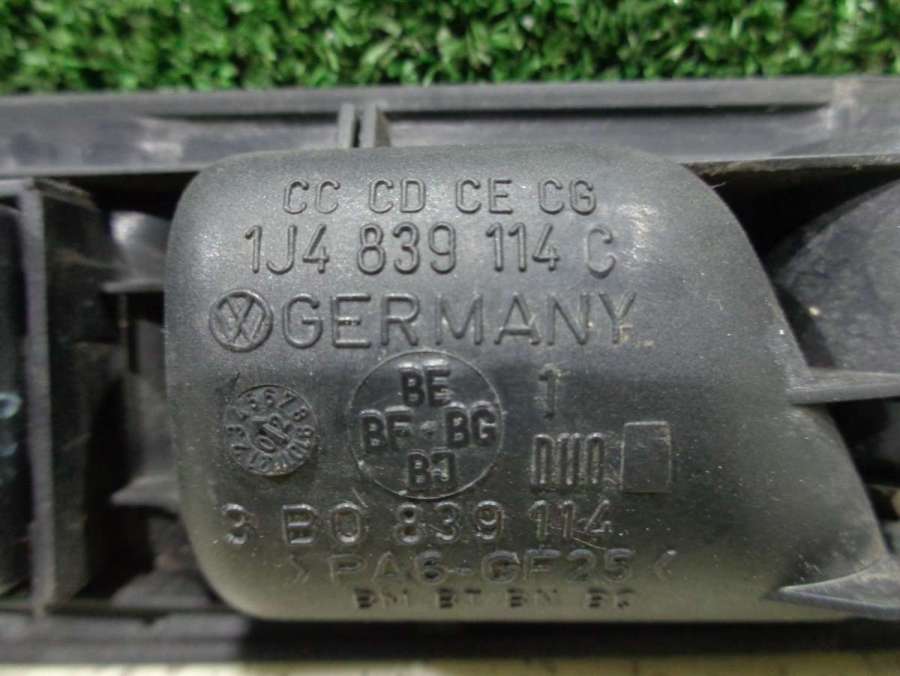 CC CD CE CG
1J4 839 114 C
GERMANY
BE
BF BG
BJ
1
3B0 839 114
>PA6-GF25<